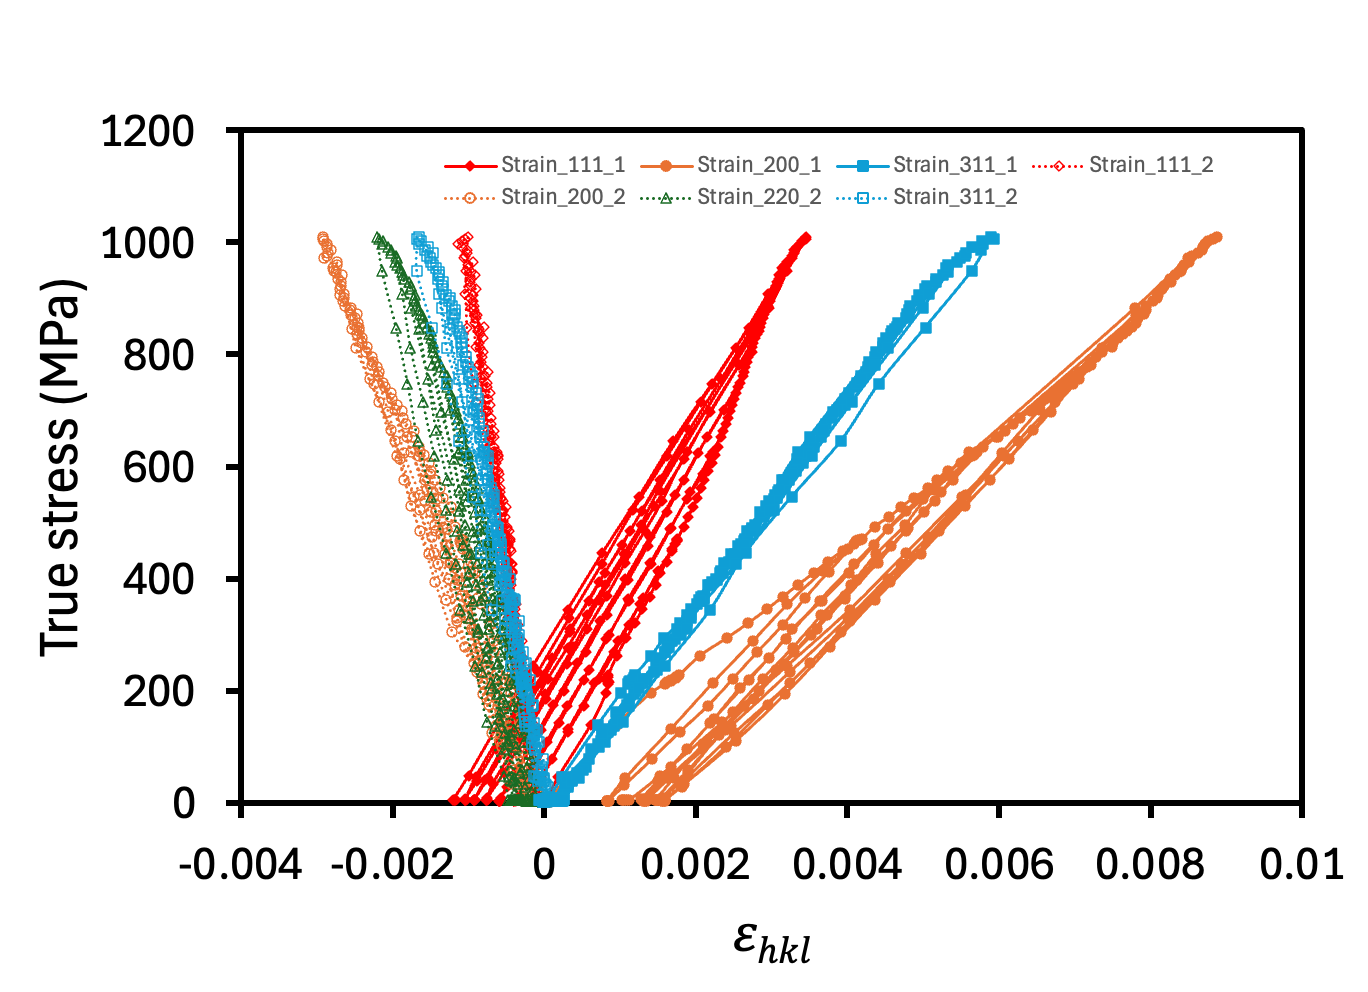 1200
Strain_111_1 Strain_200_1 Strain_311_1 Strain_111_2
Strain_200_2 Strain_220_2 Strain_311_2
1000
800
600
400
200
0
True stress (MPa)
-0.004 -0.002 0 0.002 0.004 0.006 0.008 0.01
εhkl